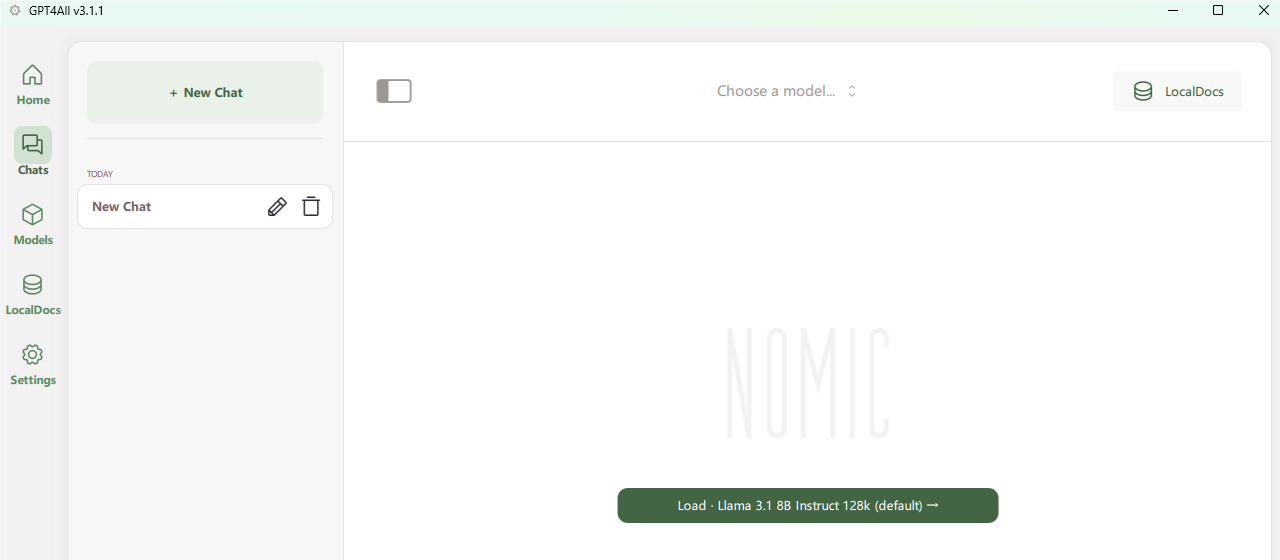 GPT4All v3.1.1
Home
Chats
Models
LocalDocs
Settings
+ New Chat
TODAY
New Chat
Choose a model...
LocalDocs
NOMIC
Load · Llama 3.1 8B Instruct 128k (default) →